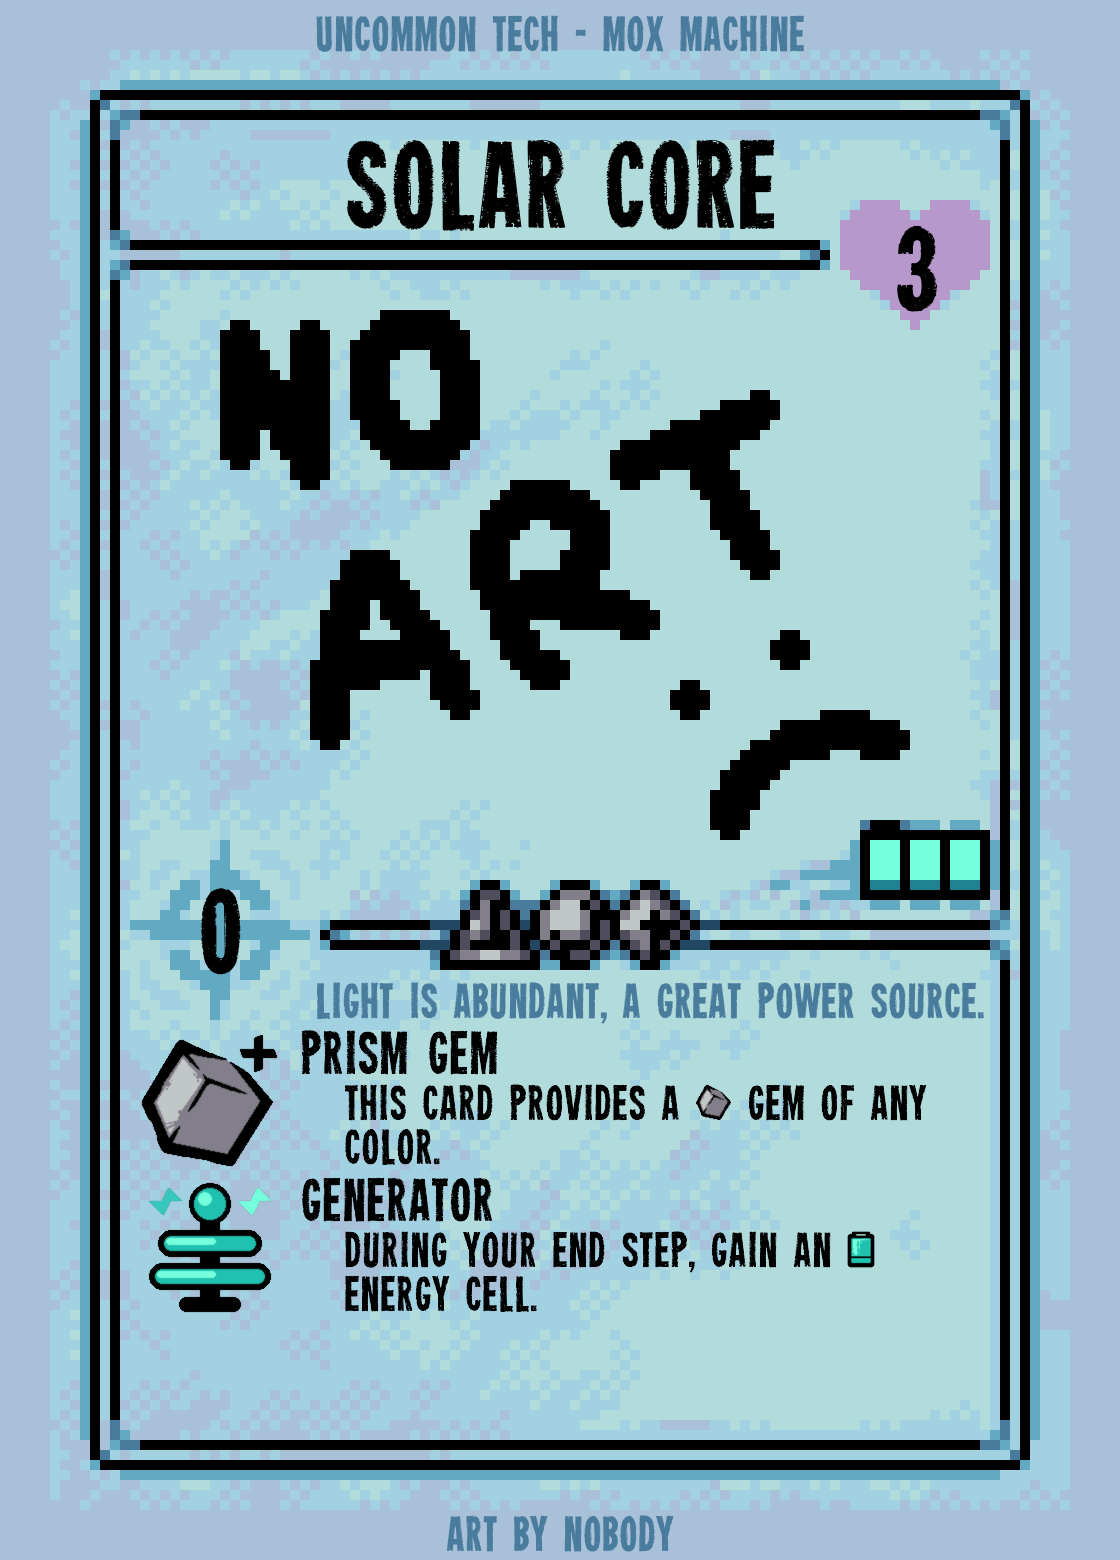 UNCOMMON TECH - MOX MACHINE
SOLAR CORE
3
NO
ART
0
LIGHT IS ABUNDANT, A GREAT POWER SOURCE.
+ PRISM GEM
THIS CARD PROVIDES A GEM OF ANY
COLOR.
GENERATOR
DURING YOUR END STEP, GAIN AN
ENERGY CELL.
ART BY NOBODY